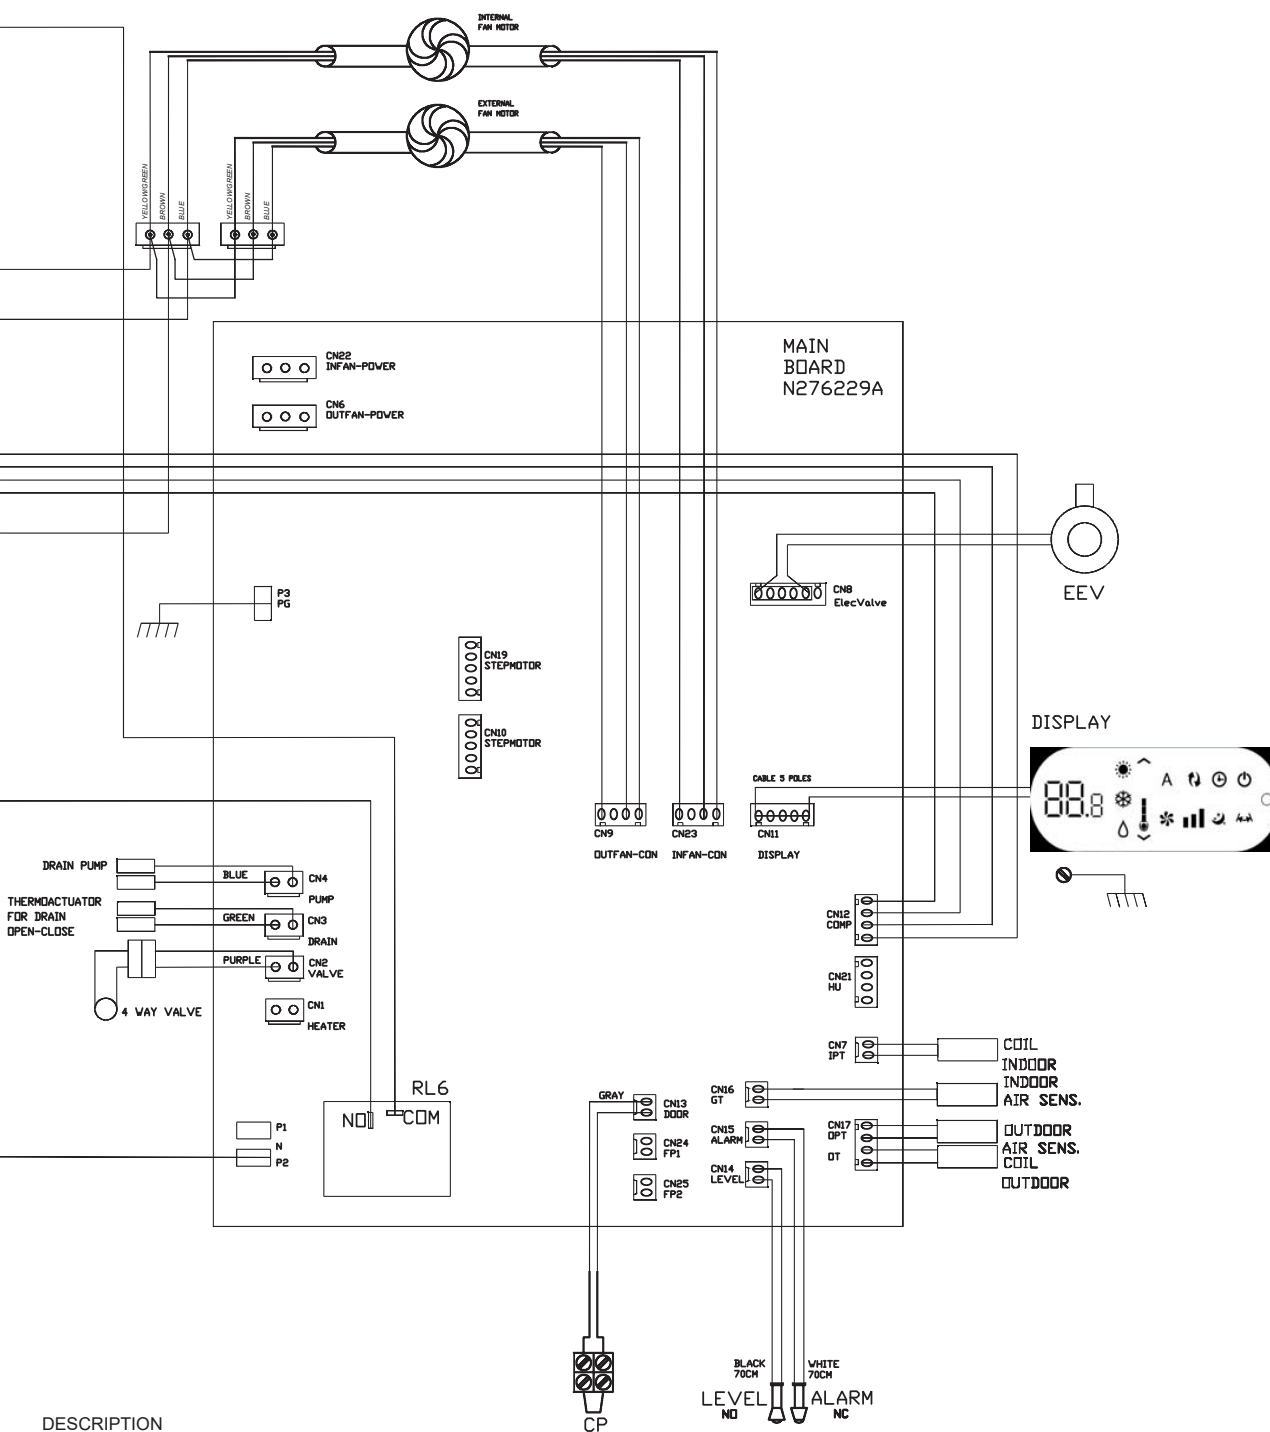 INTERNAL
FAN MOTOR
EXTERNAL
FAN MOTOR
YELLOW/GREEN
BROWN
BLUE
YELLOW/GREEN
BROWN
BLUE
MAIN
BOARD
N276229A
CN22
INFAN-POWER
CN6
OUTFAN-POWER
CN8
ElecValve
EEV
P3
PG
CN19
STEPMOTOR
CN10
STEPMOTOR
DISPLAY
CABLE 5 POLES
88.8
A
CN9
OUTFAN-CON
CN23
INFAN-CON
CN11
DISPLAY
DRAIN PUMP
BLUE
CN4
PUMP
THERMOACTUATOR
FOR DRAIN
OPEN-CLOSE
GREEN
CN3
DRAIN
PURPLE
CN2
VALVE
4 WAY VALVE
CN1
HEATER
CN12
COMP
CN21
HU
CN7
IPT
COIL
INDOOR
INDOOR
AIR SENS.
RL6
NO
COM
GRAY
CN13
DOOR
CN16
GT
P1
N
P2
CN24
FP1
CN15
ALARM
CN17
OPT
OT
OUTDOOR
AIR SENS.
COIL
OUTDOOR
CN25
FP2
CN14
LEVEL
BLACK
70CM
WHITE
70CM
LEVEL
NO
ALARM
NC
CP
DESCRIPTION